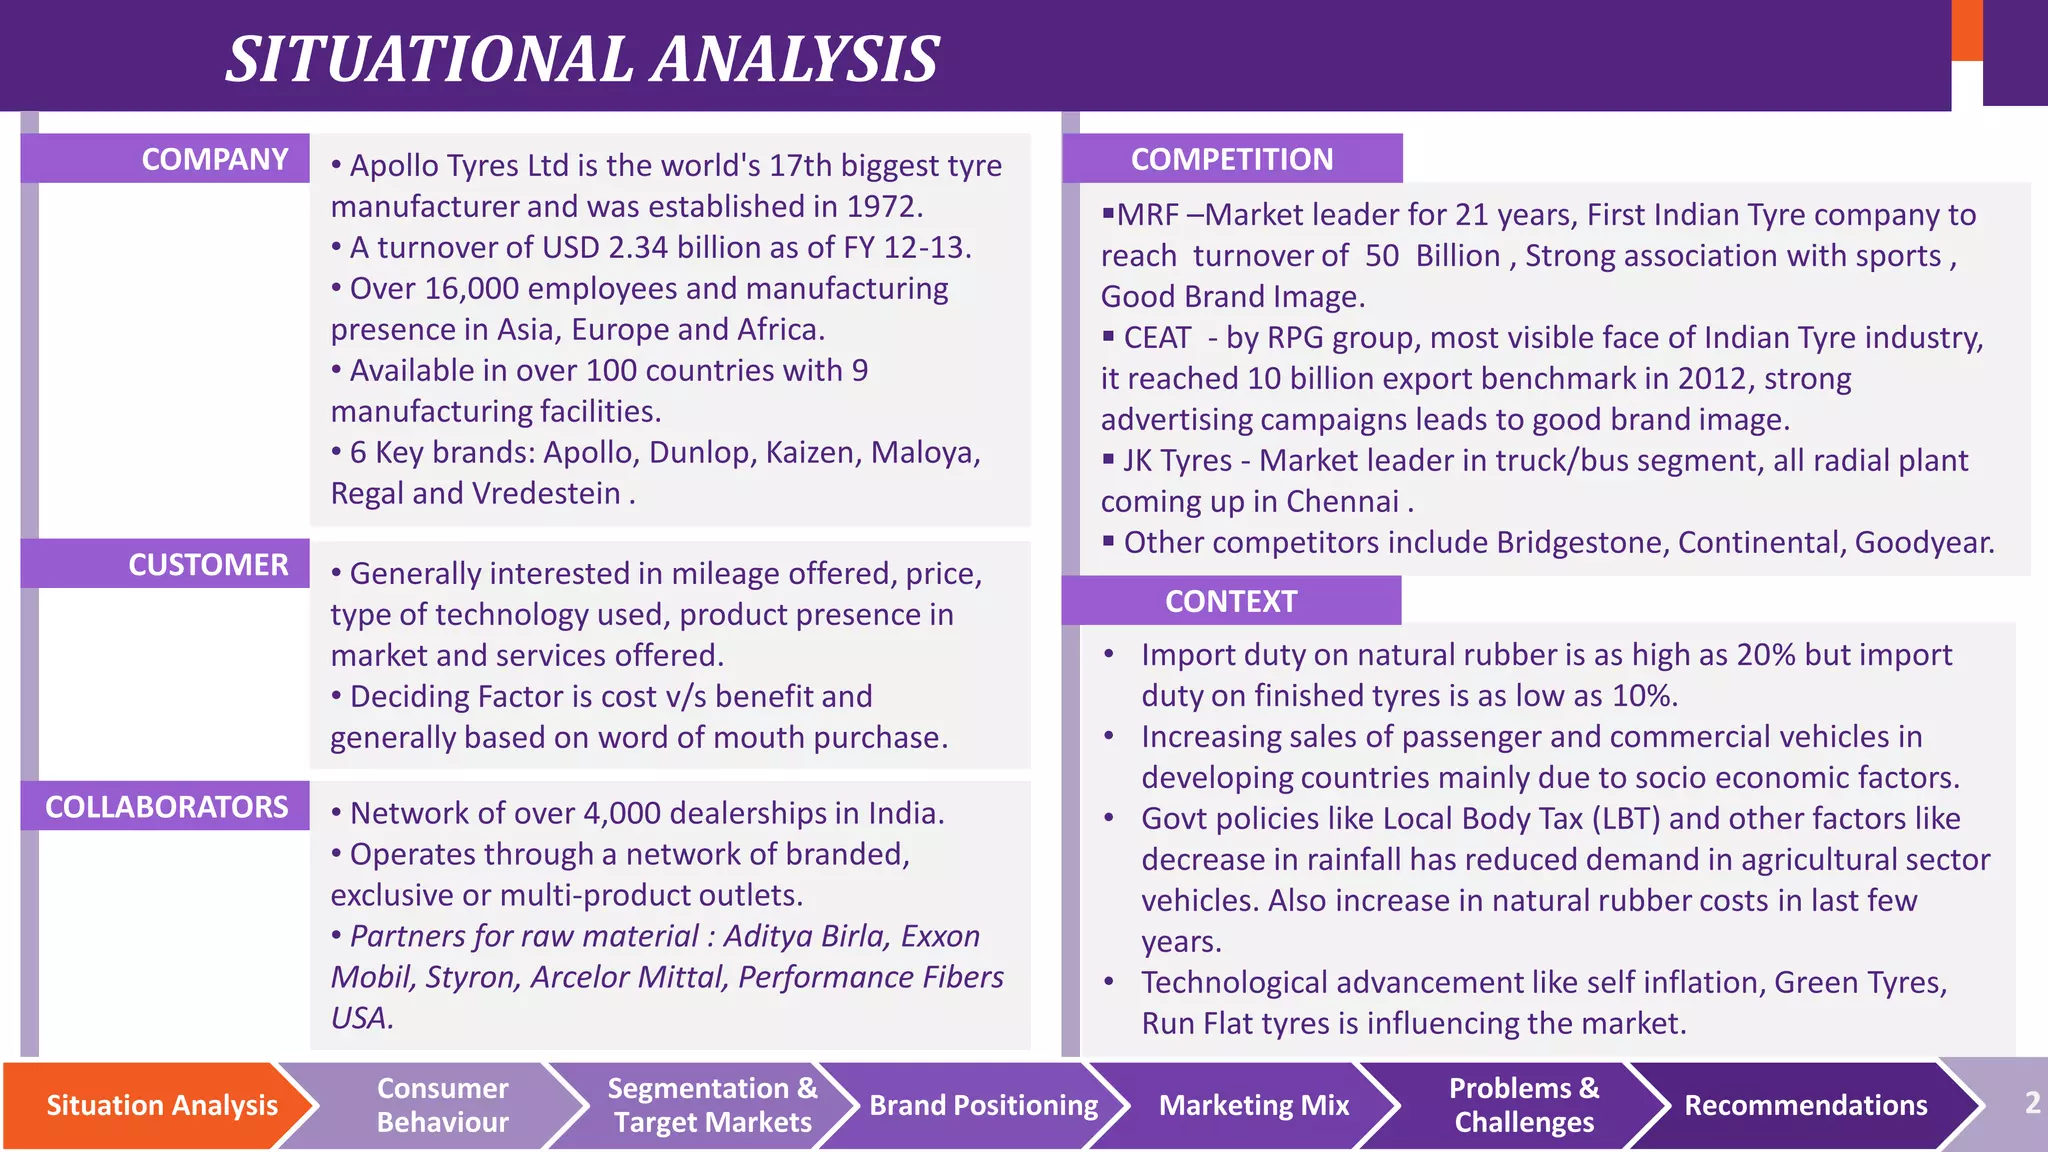 SITUATIONAL ANALYSIS
COMPANY
• Apollo Tyres Ltd is the world's 17th biggest tyre
manufacturer and was established in 1972.
• A turnover of USD 2.34 billion as of FY 12-13.
• Over 16,000 employees and manufacturing
presence in Asia, Europe and Africa.
• Available in over 100 countries with 9
manufacturing facilities.
• 6 Key brands: Apollo, Dunlop, Kaizen, Maloya,
Regal and Vredestein .
CUSTOMER
• Generally interested in mileage offered, price,
type of technology used, product presence in
market and services offered.
• Deciding Factor is cost v/s benefit and
generally based on word of mouth purchase.
COLLABORATORS
• Network of over 4,000 dealerships in India.
• Operates through a network of branded,
exclusive or multi-product outlets.
• Partners for raw material : Aditya Birla, Exxon
Mobil, Styron, Arcelor Mittal, Performance Fibers
USA.
COMPETITION
▪MRF –Market leader for 21 years, First Indian Tyre company to
reach turnover of 50 Billion , Strong association with sports ,
Good Brand Image.
▪ CEAT - by RPG group, most visible face of Indian Tyre industry,
it reached 10 billion export benchmark in 2012, strong
advertising campaigns leads to good brand image.
▪ JK Tyres - Market leader in truck/bus segment, all radial plant
coming up in Chennai .
▪ Other competitors include Bridgestone, Continental, Goodyear.
CONTEXT
• Import duty on natural rubber is as high as 20% but import
duty on finished tyres is as low as 10%.
• Increasing sales of passenger and commercial vehicles in
developing countries mainly due to socio economic factors.
• Govt policies like Local Body Tax (LBT) and other factors like
decrease in rainfall has reduced demand in agricultural sector
vehicles. Also increase in natural rubber costs in last few
years.
• Technological advancement like self inflation, Green Tyres,
Run Flat tyres is influencing the market.
Situation Analysis
Consumer
Behaviour
Segmentation &
Target Markets
Brand Positioning
Marketing Mix
Problems &
Challenges
Recommendations
2